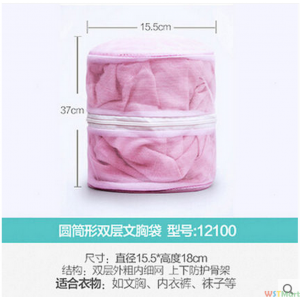 15.5cm
37cm
圆筒形双层文胸袋 型号:12100
尺寸：直径15.5*高度18cm
结构：双层外粗内细网 上下防护骨架
适合衣物：如文胸、内衣裤、袜子等
WSTMart